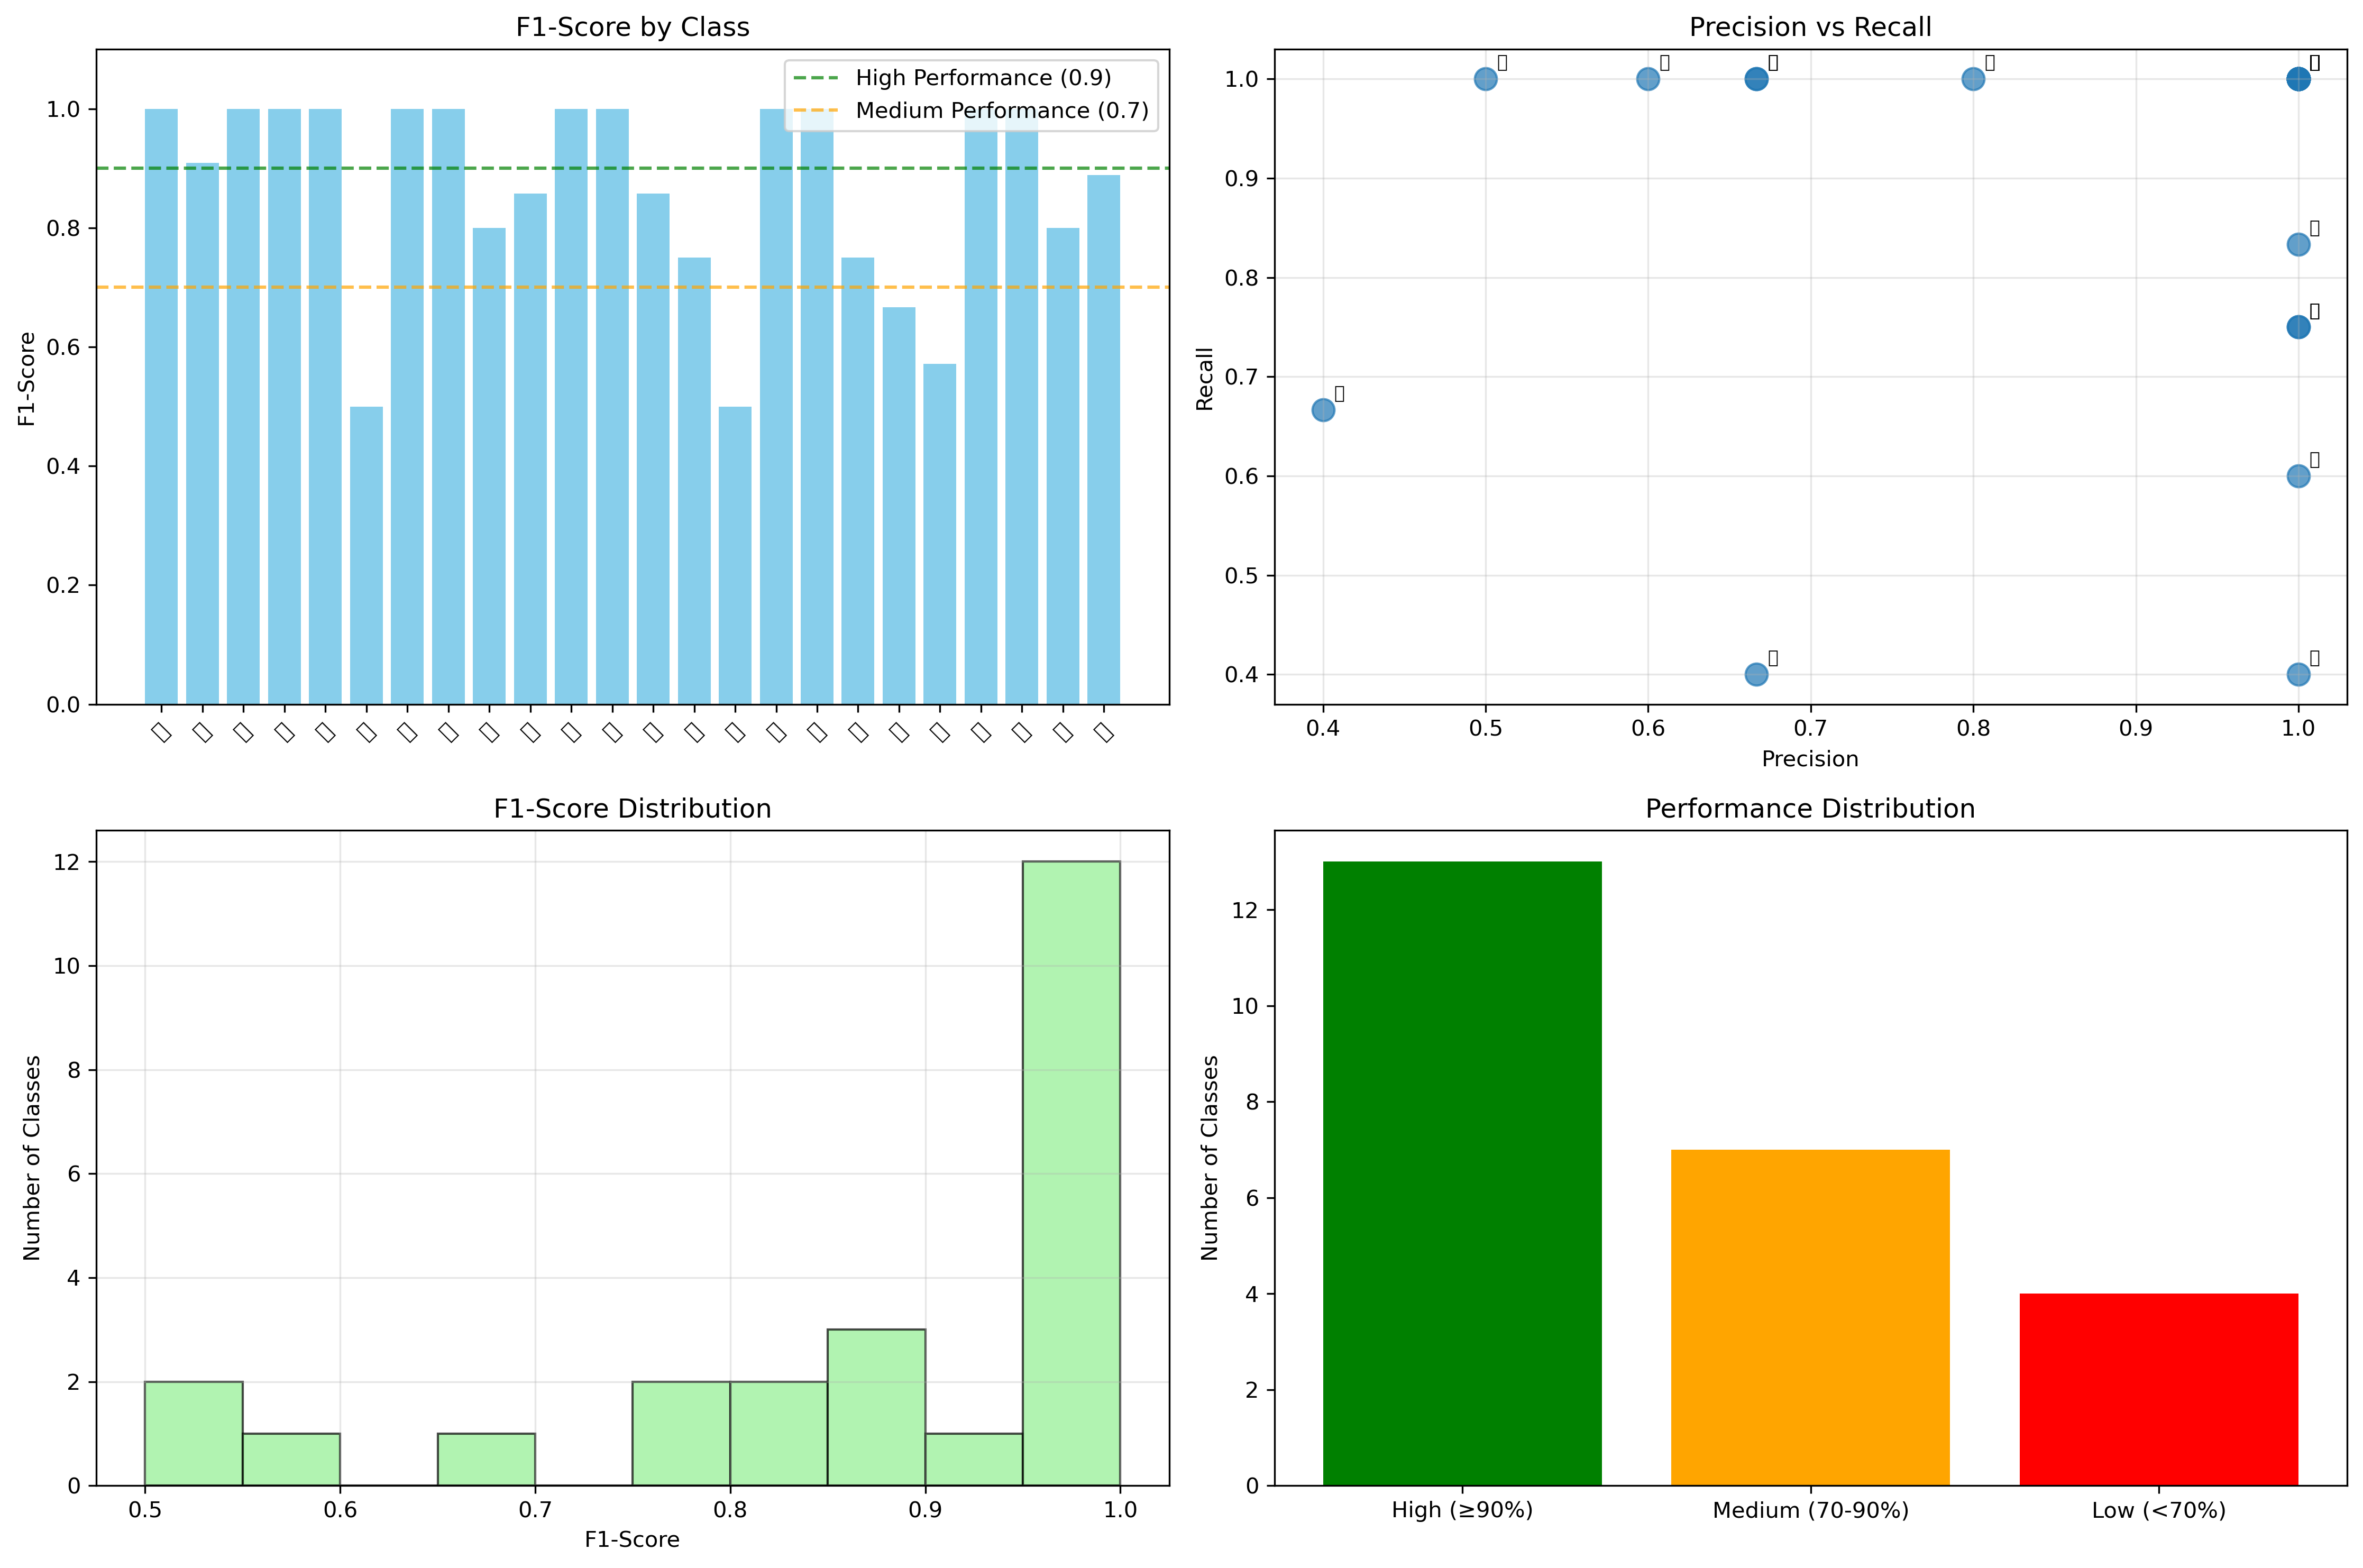 F1-Score by Class
High Performance (0.9)
Medium Performance (0.7)
1.0
0.8
0.6
0.4
0.2
0.0
F1-Score
Precision vs Recall
1.0
0.9
0.8
0.7
0.6
0.5
0.4
Recall
0.4 0.5 0.6 0.7 0.8 0.9 1.0
Precision
F1-Score Distribution
12
10
8
6
4
2
0
Number of Classes
0.5 0.6 0.7 0.8 0.9 1.0
F1-Score
Performance Distribution
12
10
8
6
4
2
0
Number of Classes
High (≥90%) Medium (70-90%) Low (<70%)